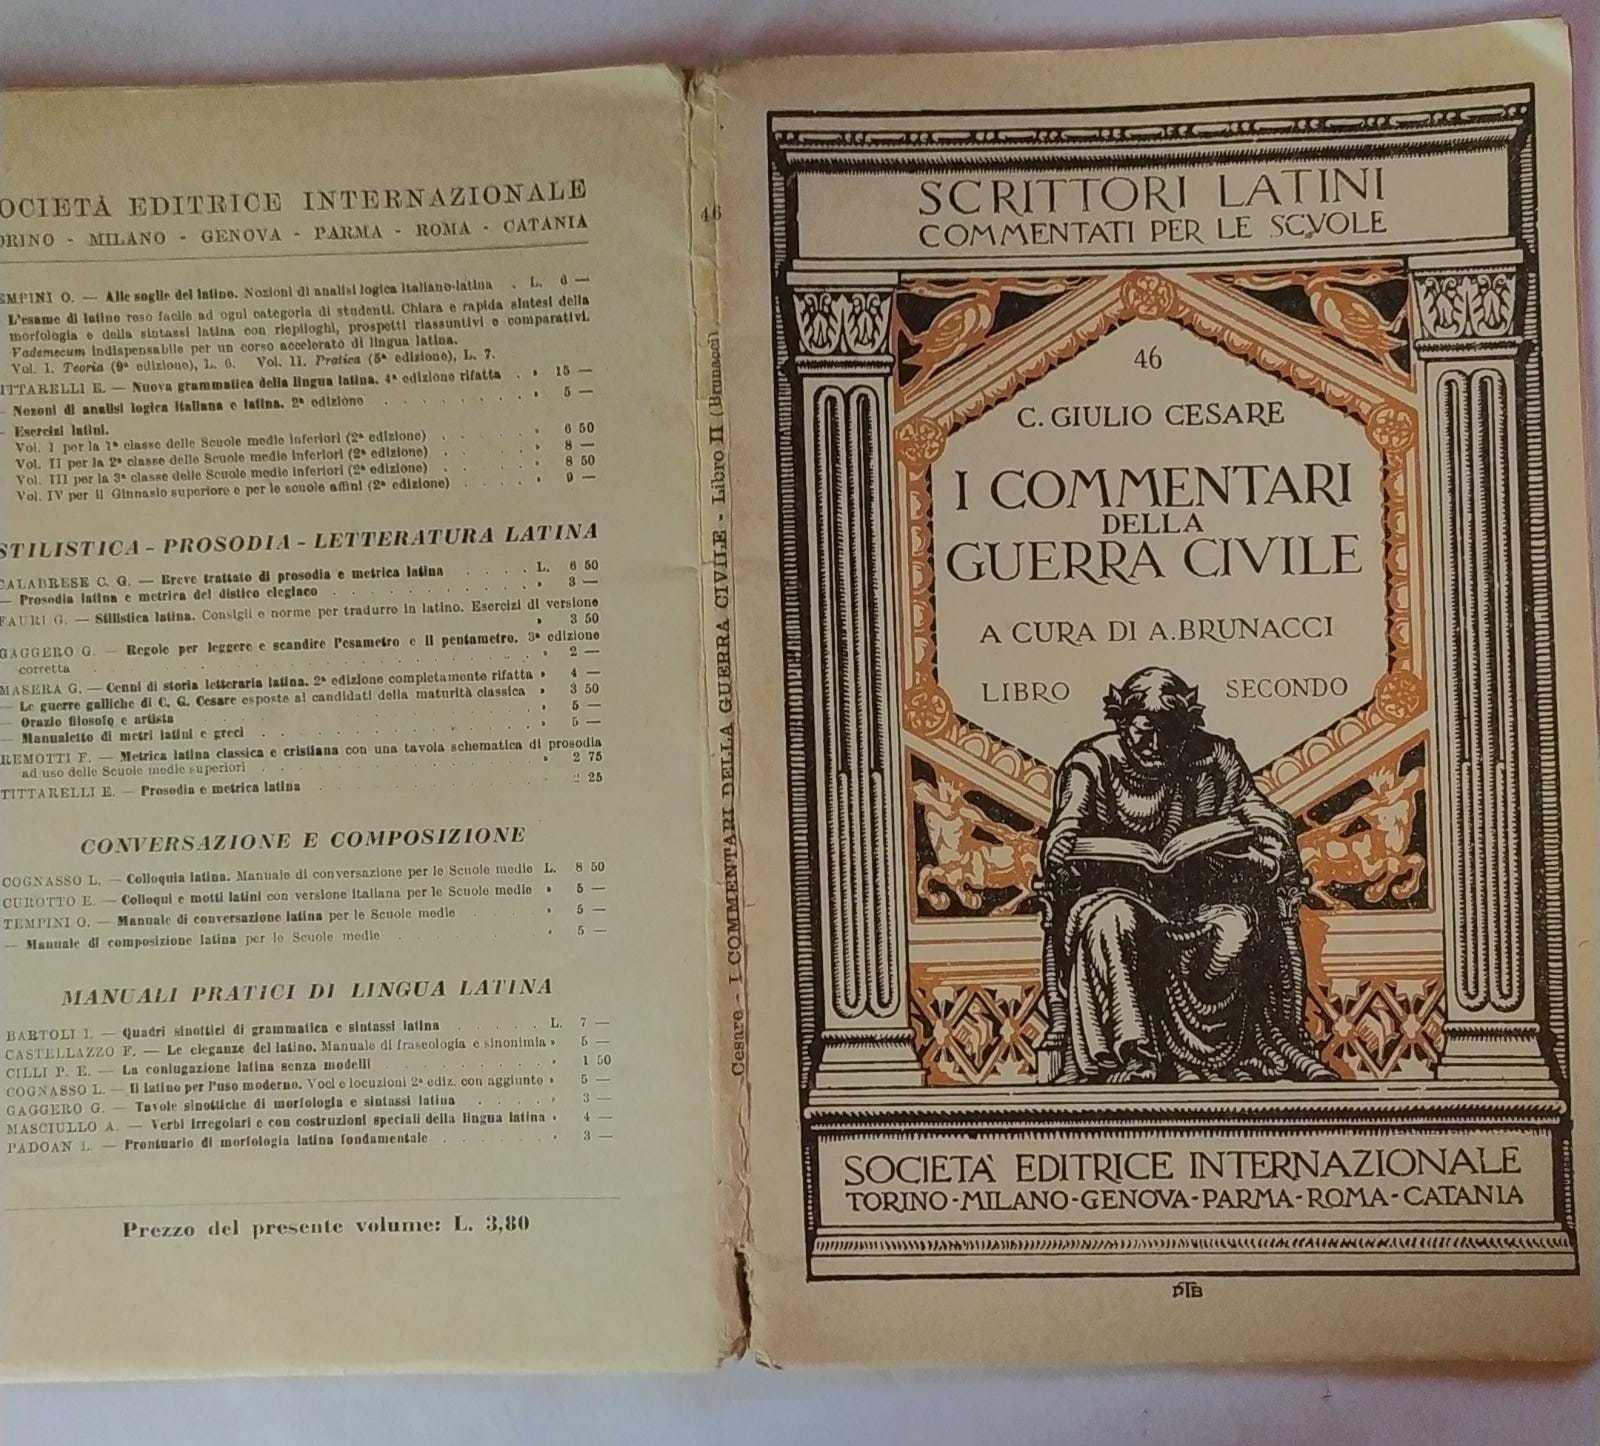 OCIETÀ EDITRICE INTERNAZIONALE
ORINO - MILANO - GENOVA - PARMA - ROMA - CATANIA
EMPINI O. — Alle soglie del latino. Nozioni di analisi logica italiano-latina . L. 6 —
L'esame di latino reso facile ad ogni categoria di studenti. Chiara e rapida sintesi della
morfologia e della sintassi latina con riepiloghi, prospetti riassuntivi e comparativi.
Vademecum indispensabile per un corso accelerato di lingua latina.
Vol. I. Teoria (9ª edizione), L. 6. Vol. II. Pratica (5ª edizione), L. 7.
ITTARELLI E. — Nuova grammatica della lingua latina. 4ª edizione rifatta . » 15 —
— Nozoni di analisi logica italiana e latina. 2ª edizione . . . . . . . . » 5 —
— Esercizi latini.
Vol. I per la 1ª classe delle Scuole medie inferiori (2ª edizione) . . . . . » 6 50
Vol. II per la 2ª classe delle Scuole medie inferiori (2ª edizione) . . . . . » 8 —
Vol. III per la 3ª classe delle Scuole medie inferiori (2ª edizione) . . . . . » 8 50
Vol. IV per il Ginnasio superiore e per le scuole affini (2ª edizione) . . . . » 9 —
STILISTICA - PROSODIA - LETTERATURA LATINA
CALABRESE C. G. — Breve trattato di prosodia e metrica latina . . . . L. 6 50
— Prosodia latina e metrica del distico elegiaco . . . . . . . . . . » 3 —
FAURI G. — Stilistica latina. Consigli e norme per tradurre in latino. Esercizi di versione
» 3 50
GAGGERO G. — Regole per leggere e scandire l'esametro e il pentametro. 3ª edizione
corretta . . . . . . . . . . . . . » 2 —
MASERA G. — Cenni di storia letteraria latina. 2ª edizione completamente rifatta » 4 —
— Le guerre galliche di C. G. Cesare esposte ai candidati della maturità classica » 3 50
— Orazio filosofo e artista . . . . . . . . . . » 5 —
— Manualetto di metri latini e greci . . . . . . . . . » 5 —
REMOTTI F. — Metrica latina classica e cristiana con una tavola schematica di prosodia
ad uso delle Scuole medie superiori . . . . . . . . » 2 75
TITTARELLI E. — Prosodia e metrica latina . . . . . . . . 2 25
CONVERSAZIONE E COMPOSIZIONE
COGNASSO L. — Colloquia latina. Manuale di conversazione per le Scuole medie L. 8 50
CUROTTO E. — Colloqui e motti latini con versione italiana per le Scuole medie » 5 —
TEMPINI O. — Manuale di conversazione latina per le Scuole medie . . . » 5 —
— Manuale di composizione latina per le Scuole medie . . . . . . » 5 —
MANUALI PRATICI DI LINGUA LATINA
BARTOLI I. — Quadri sinottici di grammatica e sintassi latina . . . . . L. 7 —
CASTELLAZZO F. — Le eleganze del latino. Manuale di fraseologia e sinonimia » 5 —
CILLI P. E. — La coniugazione latina senza modelli . . . . . . . » 1 50
COGNASSO L. — Il latino per l'uso moderno. Voci e locuzioni 2ª ediz. con aggiunte » 5 —
GAGGERO G. — Tavole sinottiche di morfologia e sintassi latina . . . . » 3 —
MASCIULLO A. — Verbi irregolari e con costruzioni speciali della lingua latina » 4 —
PADOAN L. — Prontuario di morfologia latina fondamentale . . . . . » 3 —
Prezzo del presente volume: L. 3,80
46
Cesare - I COMMENTARI DELLA GUERRA CIVILE - Libro II (Brunacci)
SCRITTORI LATINI
COMMENTATI PER LE SCVOLE
46
C. GIULIO CESARE
I COMMENTARI
DELLA
GUERRA CIVILE
A CURA DI A. BRUNACCI
LIBRO SECONDO
SOCIETA' EDITRICE INTERNAZIONALE
TORINO-MILANO-GENOVA-PARMA-ROMA-CATANIA